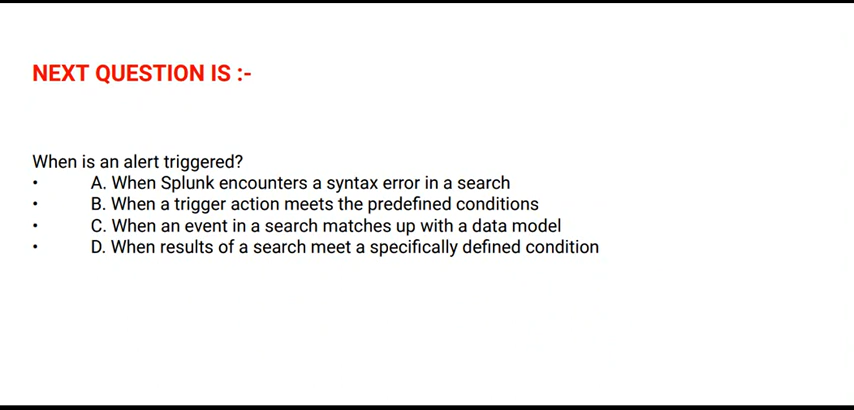 NEXT QUESTION IS :-
When is an alert triggered?
• A. When Splunk encounters a syntax error in a search
• B. When a trigger action meets the predefined conditions
• C. When an event in a search matches up with a data model
• D. When results of a search meet a specifically defined condition